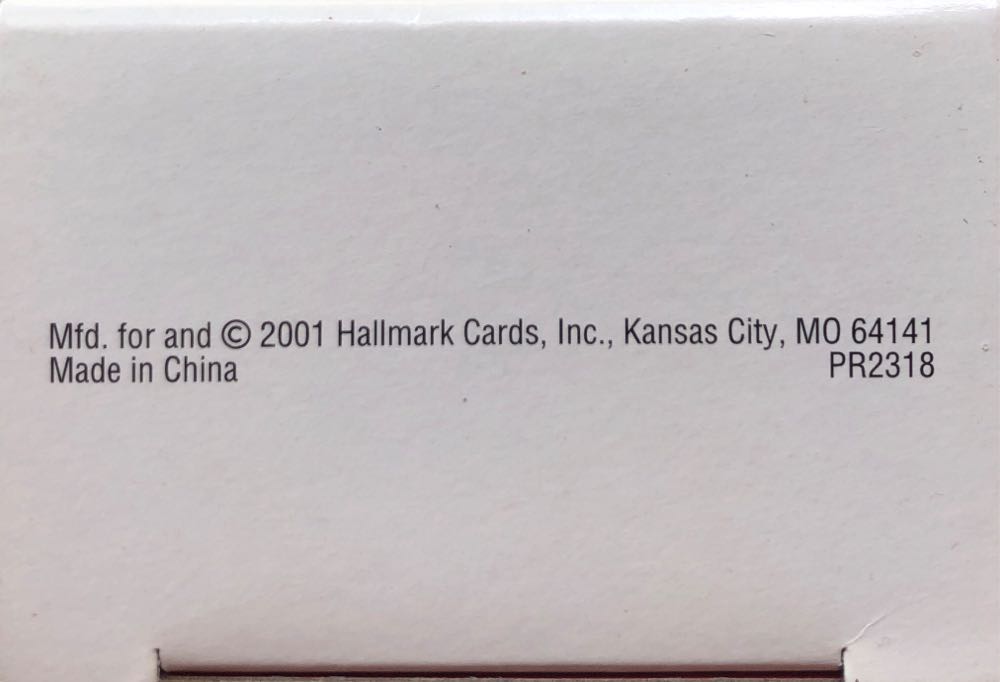 Mfd. for and © 2001 Hallmark Cards, Inc., Kansas City, MO 64141
Made in China PR2318